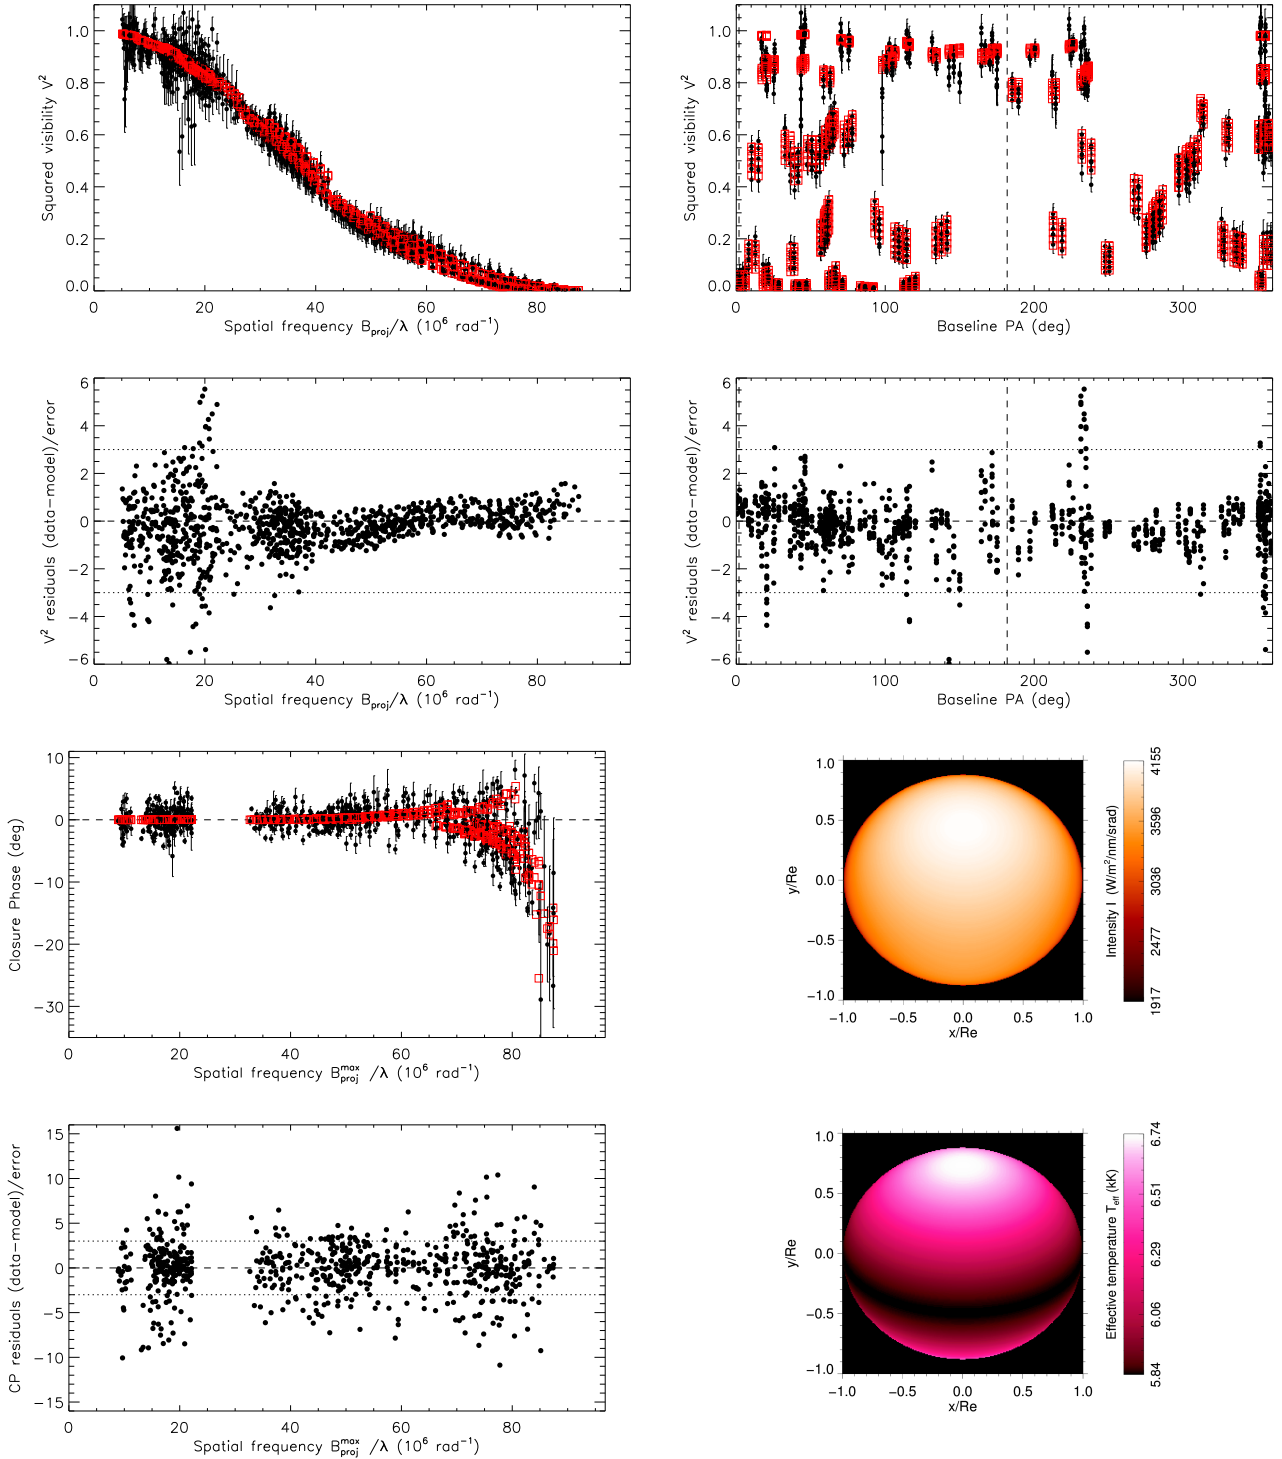 Squared visibility V²
1.0
0.8
0.6
0.4
0.2
0.0
0 20 40 60 80
Spatial frequency Bproj/λ (10⁶ rad⁻¹)
Squared visibility V²
1.0
0.8
0.6
0.4
0.2
0.0
0 100 200 300
Baseline PA (deg)
V² residuals (data−model)/error
6
4
2
0
−2
−4
−6
0 20 40 60 80
Spatial frequency Bproj/λ (10⁶ rad⁻¹)
V² residuals (data−model)/error
6
4
2
0
−2
−4
−6
0 100 200 300
Baseline PA (deg)
Closure Phase (deg)
10
0
−10
−20
−30
0 20 40 60 80
Spatial frequency Bproj^max /λ (10⁶ rad⁻¹)
y/Re
1.0
0.5
0.0
−0.5
−1.0
−1.0 −0.5 0.0 0.5 1.0
x/Re
Intensity I (W/m²/nm/srad)
1917 2477 3036 3596 4155
CP residuals (data−model)/error
15
10
5
0
−5
−10
−15
0 20 40 60 80
Spatial frequency Bproj^max /λ (10⁶ rad⁻¹)
y/Re
1.0
0.5
0.0
−0.5
−1.0
−1.0 −0.5 0.0 0.5 1.0
x/Re
Effective temperature Teff (kK)
5.84 6.06 6.29 6.51 6.74